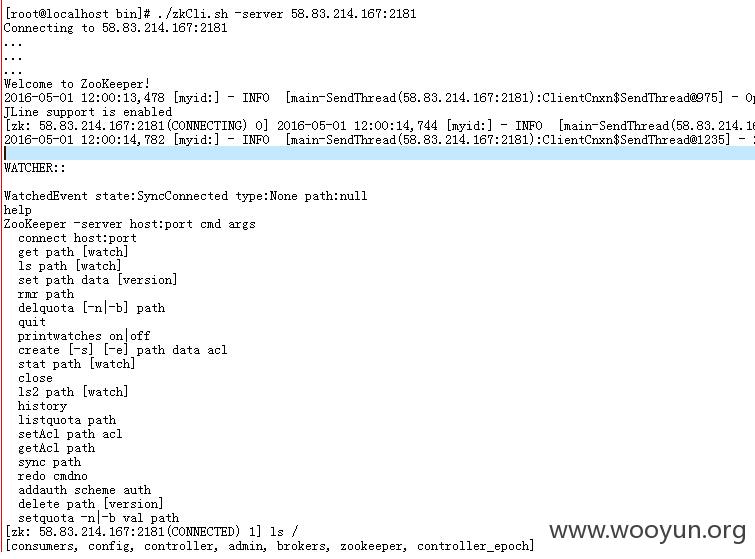 [root@localhost bin]# ./zkCli.sh -server 58.83.214.167:2181
Connecting to 58.83.214.167:2181
...
...
...
Welcome to ZooKeeper!
2016-05-01 12:00:13,478 [myid:] - INFO  [main-SendThread(58.83.214.167:2181):ClientCnxn$SendThread@975] - Op
JLine support is enabled
[zk: 58.83.214.167:2181(CONNECTING) 0] 2016-05-01 12:00:14,744 [myid:] - INFO  [main-SendThread(58.83.214.16
2016-05-01 12:00:14,782 [myid:] - INFO  [main-SendThread(58.83.214.167:2181):ClientCnxn$SendThread@1235] -
WATCHER::
WatchedEvent state:SyncConnected type:None path:null
help
ZooKeeper -server host:port cmd args
connect host:port
get path [watch]
ls path [watch]
set path data [version]
rmr path
delquota [-n|-b] path
quit
printwatches on|off
create [-s] [-e] path data acl
stat path [watch]
close
ls2 path [watch]
history
listquota path
setAcl path acl
getAcl path
sync path
redo cmdno
addauth scheme auth
delete path [version]
setquota -n|-b val path
[zk: 58.83.214.167:2181(CONNECTED) 1] ls /
[consumers, config, controller, admin, brokers, zookeeper, controller_epoch]
www.wooyun.org